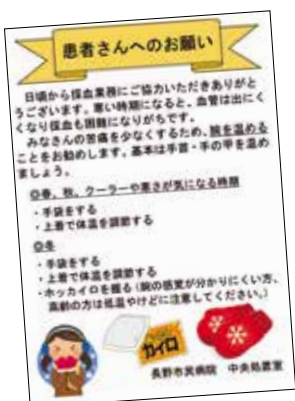 患者さんへのお願い
日頃から採血業務にご協力いただきありがと
うございます。寒い時期になると、血管は出にく
くなり採血も困難になりがちです。
みなさんの苦痛を少なくするため、腕を温める
ことをお勧めします。基本は手首・手の甲を温め
ましょう。
◎春、秋、クーラーや寒さが気になる時期
・手袋をする
・上着で体温を調節する
◎冬
・手袋をする
・上着で体温を調節する
・ホッカイロを握る（腕の感覚が分かりにくい方、
高齢の方は低温やけどに注意してください。）
カイロ
長野市民病院 中央処置室